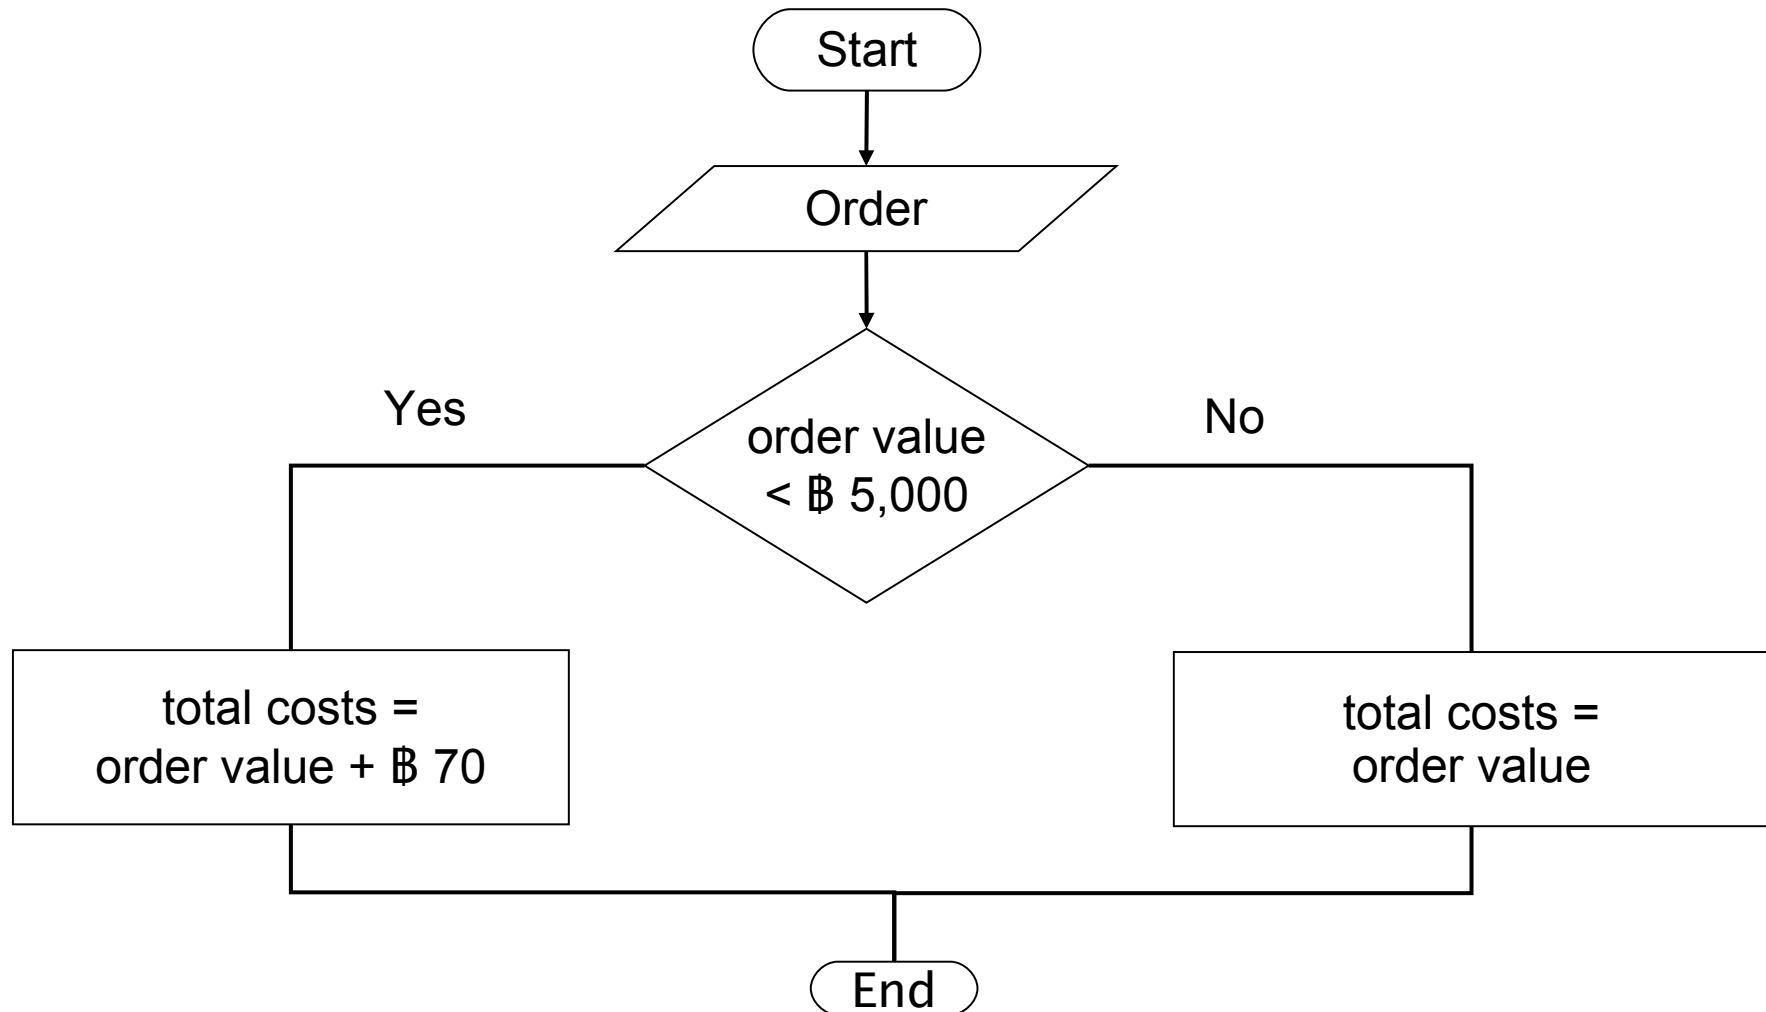 Start
Order
Yes
No
order value
< ฿ 5,000
total costs =
order value + ฿ 70
total costs =
order value
End